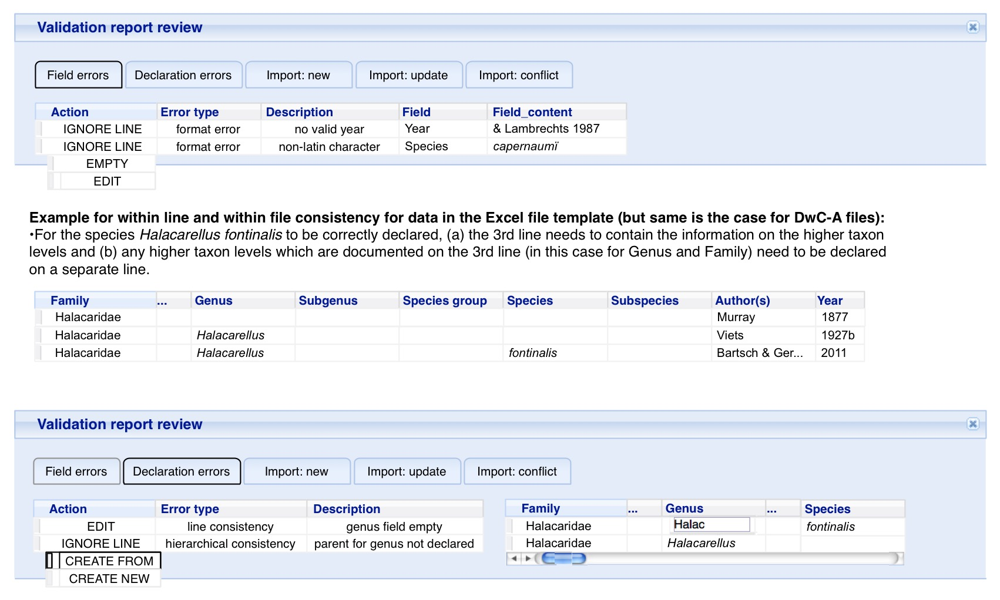 Validation report review
Field errors Declaration errors Import: new Import: update Import: conflict
Action Error type Description Field Field_content
IGNORE LINE format error no valid year Year & Lambrechts 1987
IGNORE LINE format error non-latin character Species capernaumï
EMPTY
EDIT
Example for within line and within file consistency for data in the Excel file template (but same is the case for DwC-A files):
•For the species Halacarellus fontinalis to be correctly declared, (a) the 3rd line needs to contain the information on the higher taxon
levels and (b) any higher taxon levels which are documented on the 3rd line (in this case for Genus and Family) need to be declared
on a separate line.
Family ... Genus Subgenus Species group Species Subspecies Author(s) Year
Halacaridae Murray 1877
Halacaridae Halacarellus Viets 1927b
Halacaridae Halacarellus fontinalis Bartsch & Ger... 2011
Validation report review
Field errors Declaration errors Import: new Import: update Import: conflict
Action Error type Description Family ... Genus ... Species
EDIT line consistency genus field empty Halacaridae Halac fontinalis
IGNORE LINE hierarchical consistency parent for genus not declared Halacaridae Halacarellus
CREATE FROM
CREATE NEW